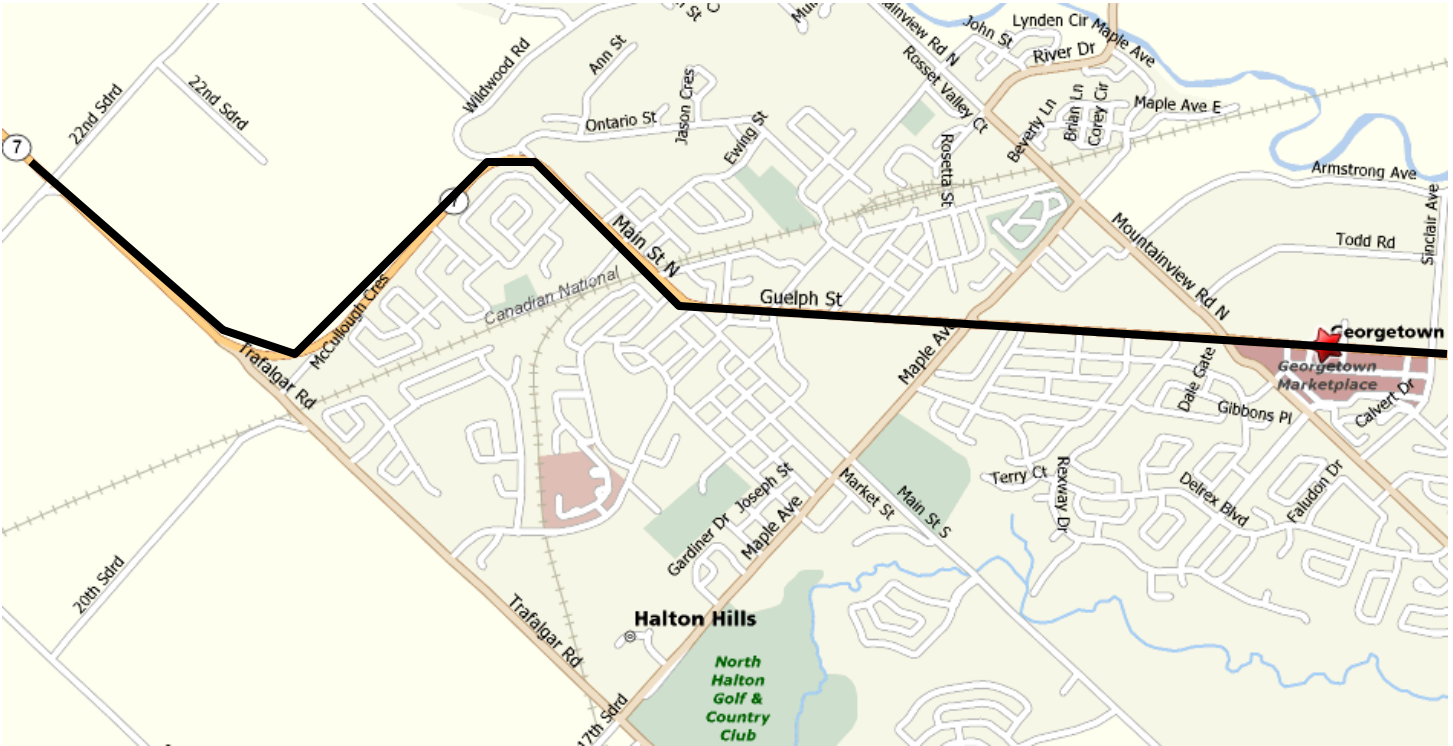 n St
C
Mul
ainview Rd N
John St
Lynden Cir
Maple Ave
River Dr
Wildwood Rd
Ann St
Rosset Valley Ct
22nd Sdrd
22nd Sdrd
Jason Cres
Ontario St
Ewing St
Beverly Ln
Brian Ln
Corey Cir
Maple Ave E
7
Rosetta St
Armstrong Ave
Sinclair Ave
7
Main St N
Mountainview Rd N
Todd Rd
Canadian National
Guelph St
McCullough Cres
Trafalgar Rd
Maple Ave
Georgetown
Georgetown
Marketplace
Dale Gate
Gibbons Pl
Calvert Dr
Joseph St
Market St
Main St S
Terry Ct
Rexway Dr
Delrex Blvd
Faludon Dr
Gardiner Dr
Maple Ave
20th Sdrd
Trafalgar Rd
Halton Hills
North
Halton
Golf &
Country
Club
17th Sdrd